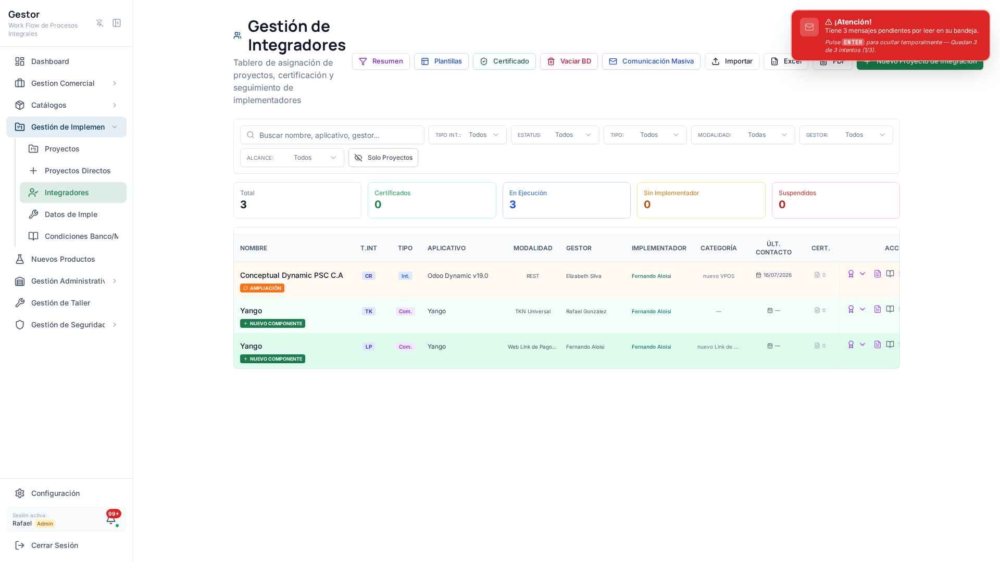 Gestor
Work Flow de Procesos
Integrales
Dashboard
Gestion Comercial
Catálogos
Gestión de Implemen
Proyectos
Proyectos Directos
Integradores
Datos de Imple
Condiciones Banco/M
Nuevos Productos
Gestión Administrativ
Gestión de Taller
Gestión de Seguridad
Configuración
Sesión activa:
Rafael Admin
99+
Cerrar Sesión
Gestión de
Integradores
Tablero de asignación de
proyectos, certificación y
seguimiento de
implementadores
Resumen Plantillas Certificado Vaciar BD Comunicación Masiva Importar Excel PDF Nuevo Proyecto de Integración
¡Atención!
Tiene 3 mensajes pendientes por leer en su bandeja.
Pulse ENTER para ocultar temporalmente — Quedan 3
de 3 intentos (1/3).
Buscar nombre, aplicativo, gestor...
TIPO INT.: Todos
ESTATUS: Todos
TIPO: Todos
MODALIDAD: Todas
GESTOR: Todos
ALCANCE: Todos
Solo Proyectos
Total
3
Certificados
0
En Ejecución
3
Sin Implementador
0
Suspendidos
0
NOMBRE T.INT TIPO APLICATIVO MODALIDAD GESTOR IMPLEMENTADOR CATEGORÍA ÚLT. CONTACTO CERT. ACC
Conceptual Dynamic PSC C.A CR Int. Odoo Dynamic v19.0 REST Elizabeth Silva Fernando Aloisi nuevo VPOS 16/07/2026 0
AMPLIACIÓN
Yango TK Com. Yango TKN Universal Rafael González Fernando Aloisi — — 0
NUEVO COMPONENTE
Yango LP Com. Yango Web Link de Pago... Fernando Aloisi Fernando Aloisi nuevo Link de ... — 0
NUEVO COMPONENTE